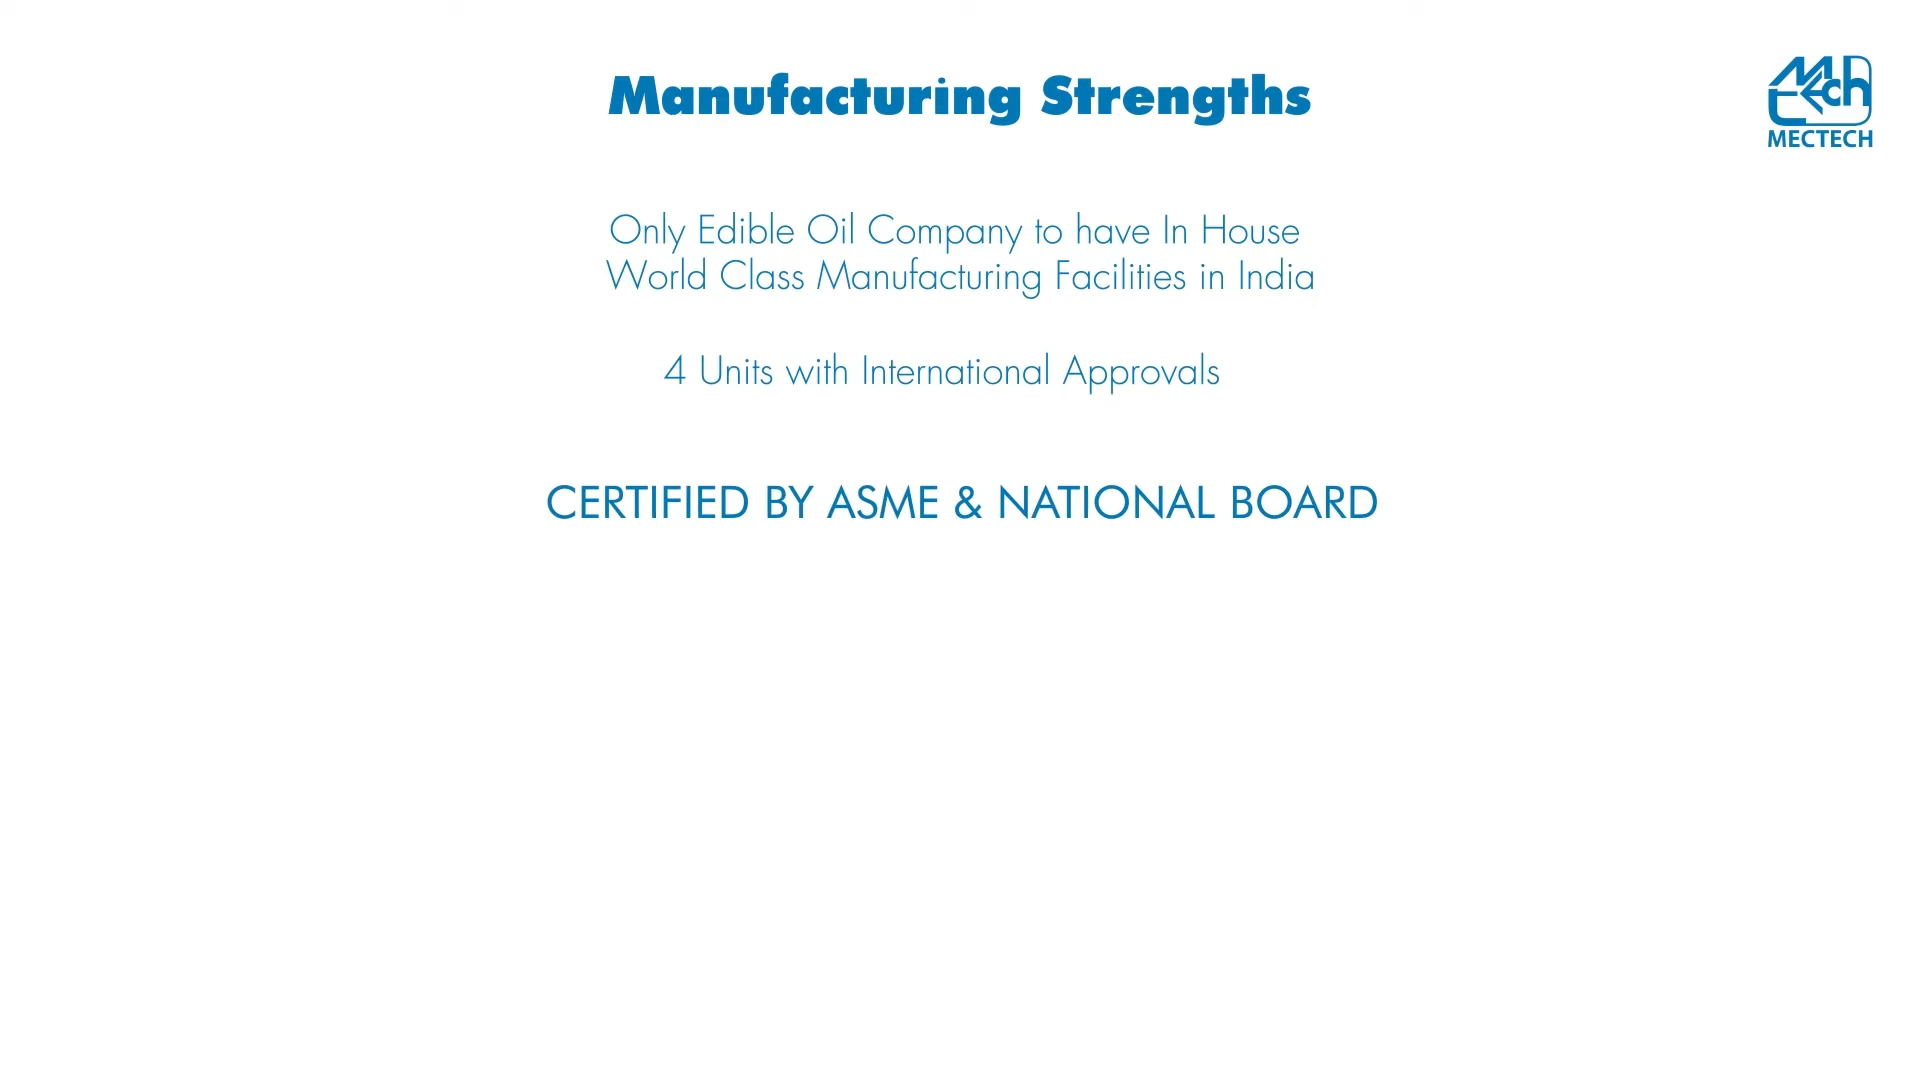 Manufacturing Strengths
Mech
MECTECH
Only Edible Oil Company to have In House
World Class Manufacturing Facilities in India
4 Units with International Approvals
CERTIFIED BY ASME & NATIONAL BOARD